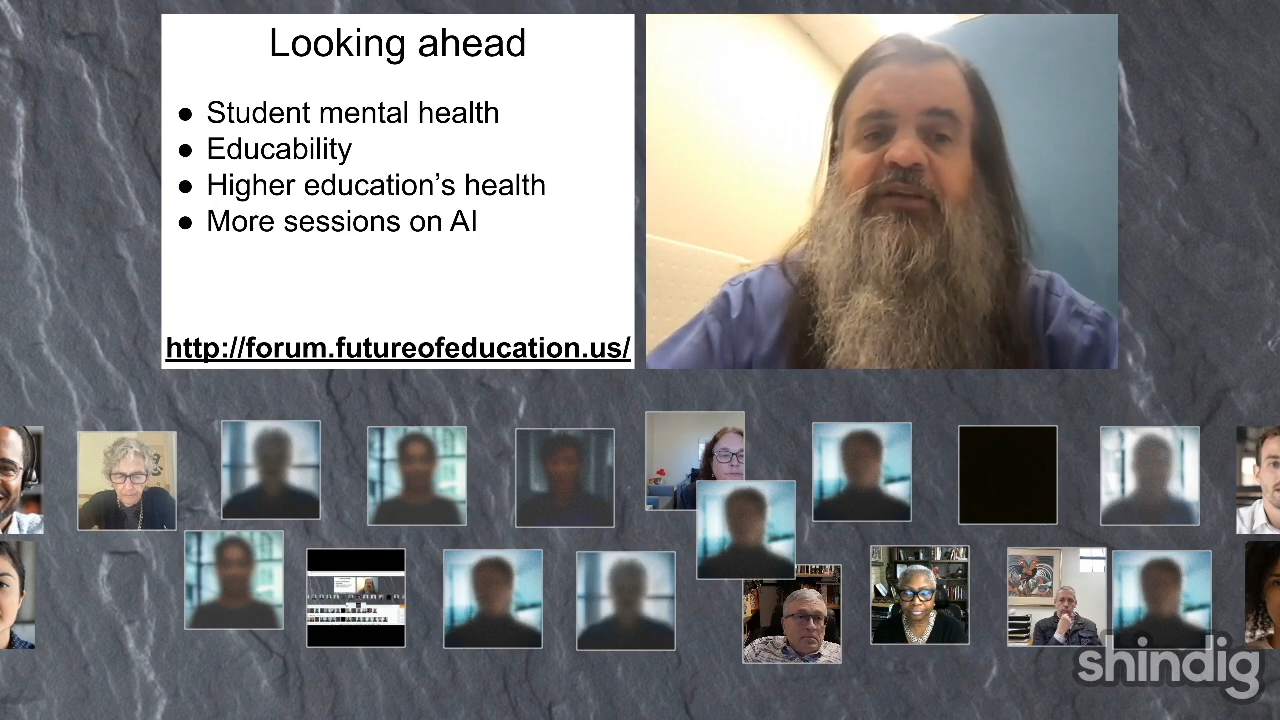 Looking ahead
● Student mental health
● Educability
● Higher education’s health
● More sessions on AI
http://forum.futureofeducation.us/
shindig